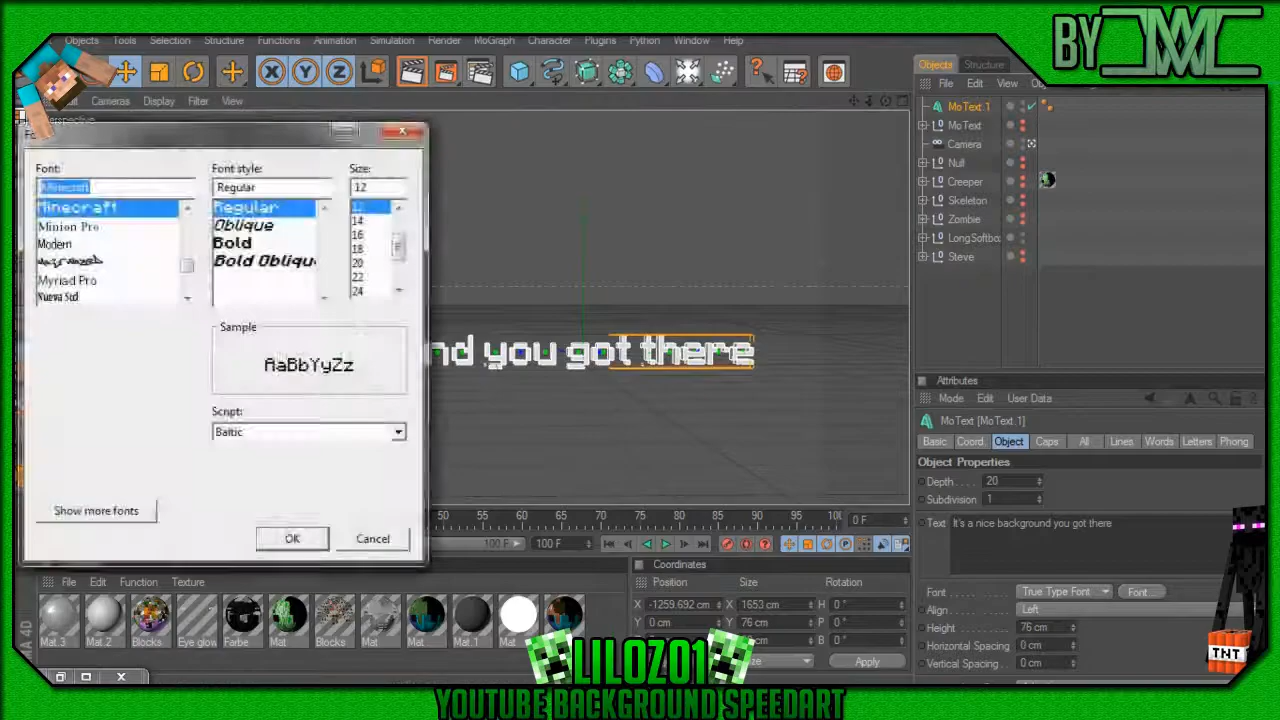 BY
Objects Tools Selection Structure Functions Animation Simulation Render MoGraph Character Plugins Python Window Help
X Y Z
Cameras Display Filter View
Objects Structure
File Edit View
MoText.1
MoText
Camera
Null
Creeper
Skeleton
Zombie
LongSoftbo
Steve
Font: Font style: Size:
Minecraft Regular 12
Minecraft
Minion Pro
Modern
Myriad Pro
Nueva Std
Regular
Oblique
Bold
Bold Obliqu
12
14
16
18
20
22
24
Sample
AaBbYyZz
Script:
Baltic
Show more fonts
OK Cancel
nd you got there
Attributes
Mode Edit User Data
MoText [MoText.1]
Basic Coord. Object Caps All Lines Words Letters Phong
Object Properties
Depth 20
Subdivision 1
Text It's a nice background you got there
Font True Type Font Font...
Align Left
Height 76 cm
Horizontal Spacing 0 cm
Vertical Spacing 0 cm
50 55 60 65 70 75 80 85 90 95 0 F
100 F 100 F
File Edit Function Texture
Mat.3 Mat.2 Blocks Eye glow Farbe Mat Blocks Mat Mat Mat.1 Mat
Coordinates
Position Size Rotation
X -1259.692 cm X 1653 cm H 0 °
Y 0 cm Y 76 cm P 0 °
B 0 °
Apply
TNT
LILOZ01
YOUTUBE BACKGROUND SPEEDART